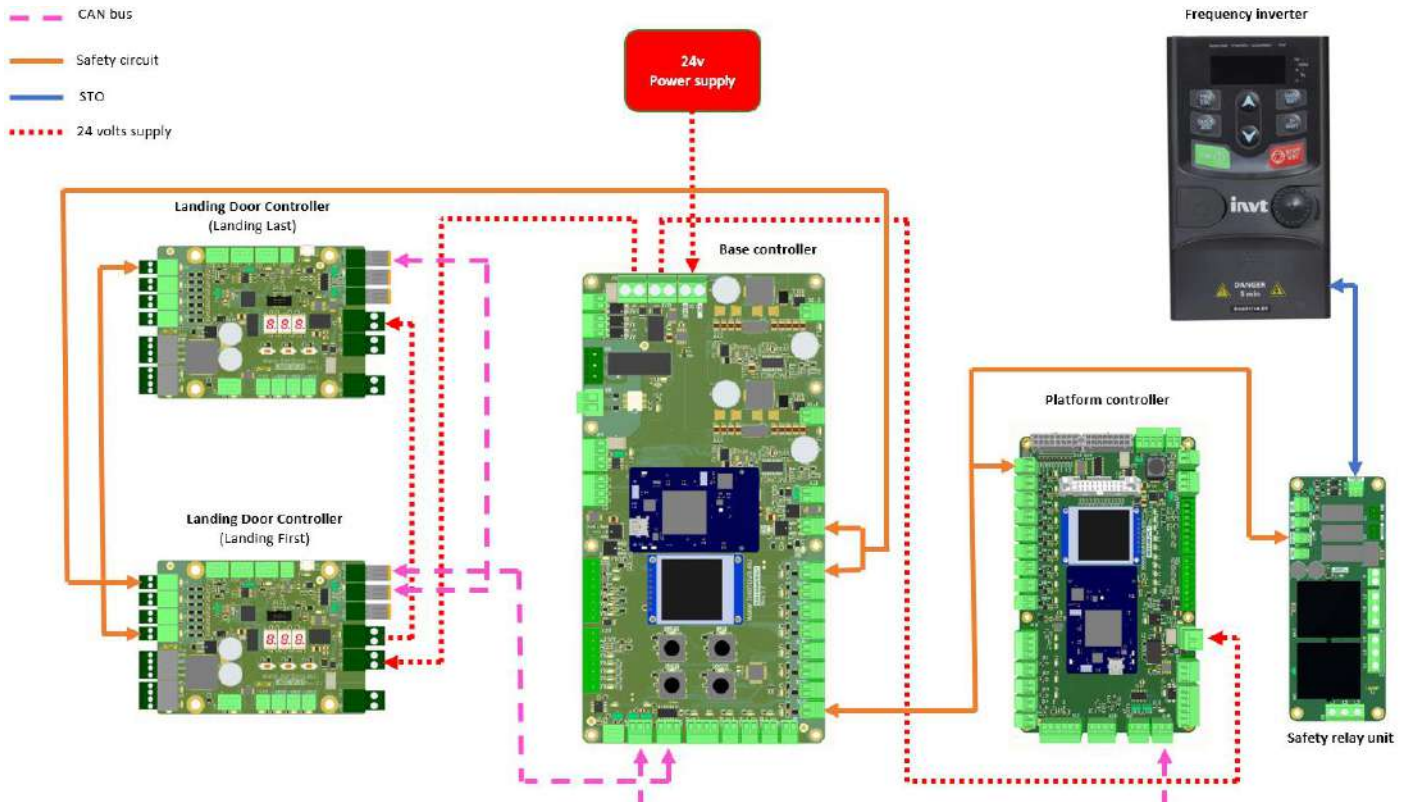 CAN bus
Safety circuit
STO
24 volts supply
24v
Power supply
Frequency inverter
invt
DANGER
5 min
Landing Door Controller
(Landing Last)
Base controller
Platform controller
Landing Door Controller
(Landing First)
Safety relay unit